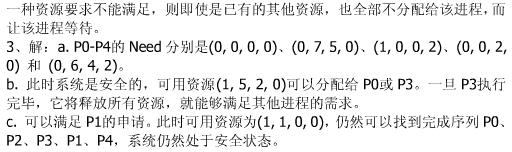 一种资源要求不能满足，则即使是已有的其他资源，也全部不分配给该进程，而
让该进程等待。
3、解：a. P0-P4的 Need 分别是(0, 0, 0, 0)、(0, 7, 5, 0)、(1, 0, 0, 2)、(0, 0, 2,
0) 和 (0, 6, 4, 2)。
b. 此时系统是安全的，可用资源(1, 5, 2, 0)可以分配给 P0或 P3。一旦 P3执行
完毕，它将释放所有资源，就能够满足其他进程的需求。
c. 可以满足 P1的申请。此时可用资源为(1, 1, 0, 0)，仍然可以找到完成序列 P0、
P2、P3、P1、P4，系统仍然处于安全状态。